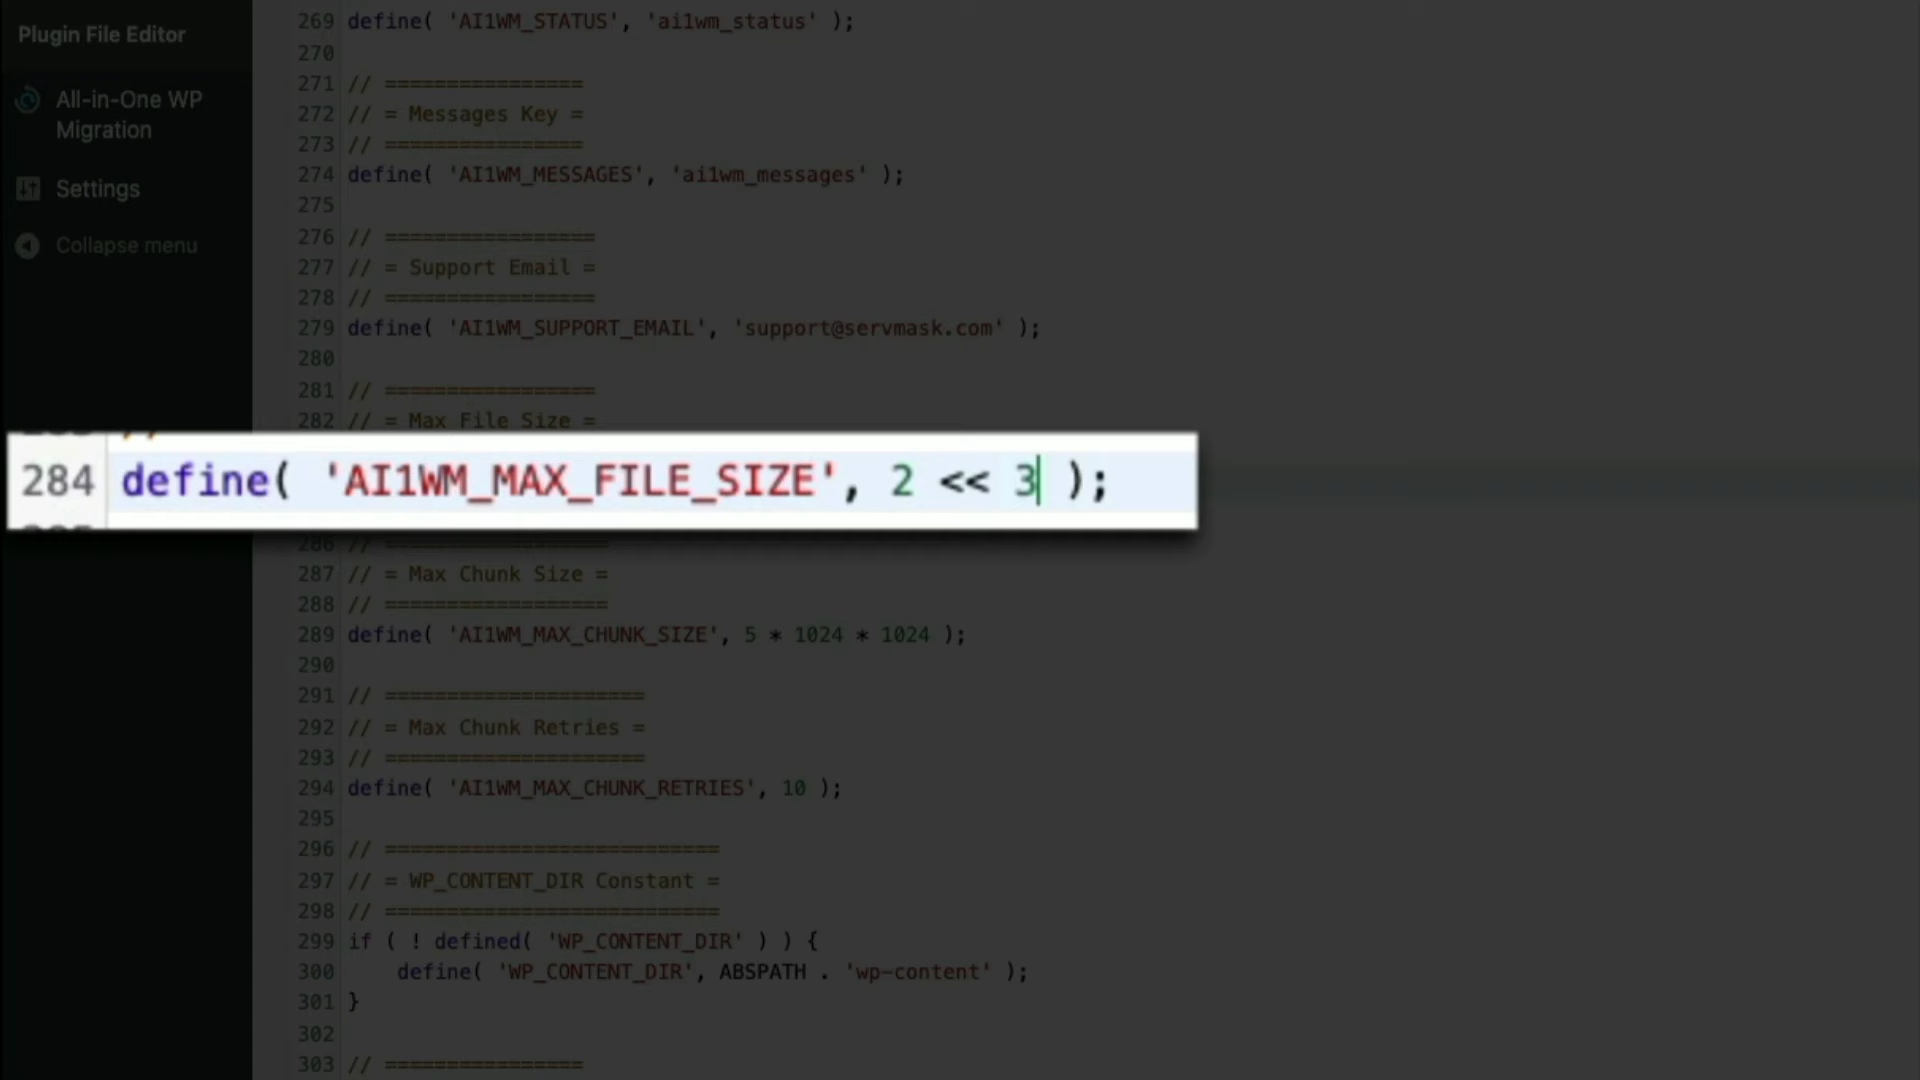 Plugin File Editor
All-in-One WP
Migration
Settings
Collapse menu
269 define( 'AI1WM_STATUS', 'ai1wm_status' );
270
271 // ================
272 // = Messages Key =
273 // ================
274 define( 'AI1WM_MESSAGES', 'ai1wm_messages' );
275
276 // =================
277 // = Support Email =
278 // =================
279 define( 'AI1WM_SUPPORT_EMAIL', 'support@servmask.com' );
280
281 // =================
282 // = Max File Size =
284 define( 'AI1WM_MAX_FILE_SIZE', 2 << 3 );
286 // ==================
287 // = Max Chunk Size =
288 // ==================
289 define( 'AI1WM_MAX_CHUNK_SIZE', 5 * 1024 * 1024 );
290
291 // =====================
292 // = Max Chunk Retries =
293 // =====================
294 define( 'AI1WM_MAX_CHUNK_RETRIES', 10 );
295
296 // ===========================
297 // = WP_CONTENT_DIR Constant =
298 // ===========================
299 if ( ! defined( 'WP_CONTENT_DIR' ) ) {
300 define( 'WP_CONTENT_DIR', ABSPATH . 'wp-content' );
301 }
302
303 // ================